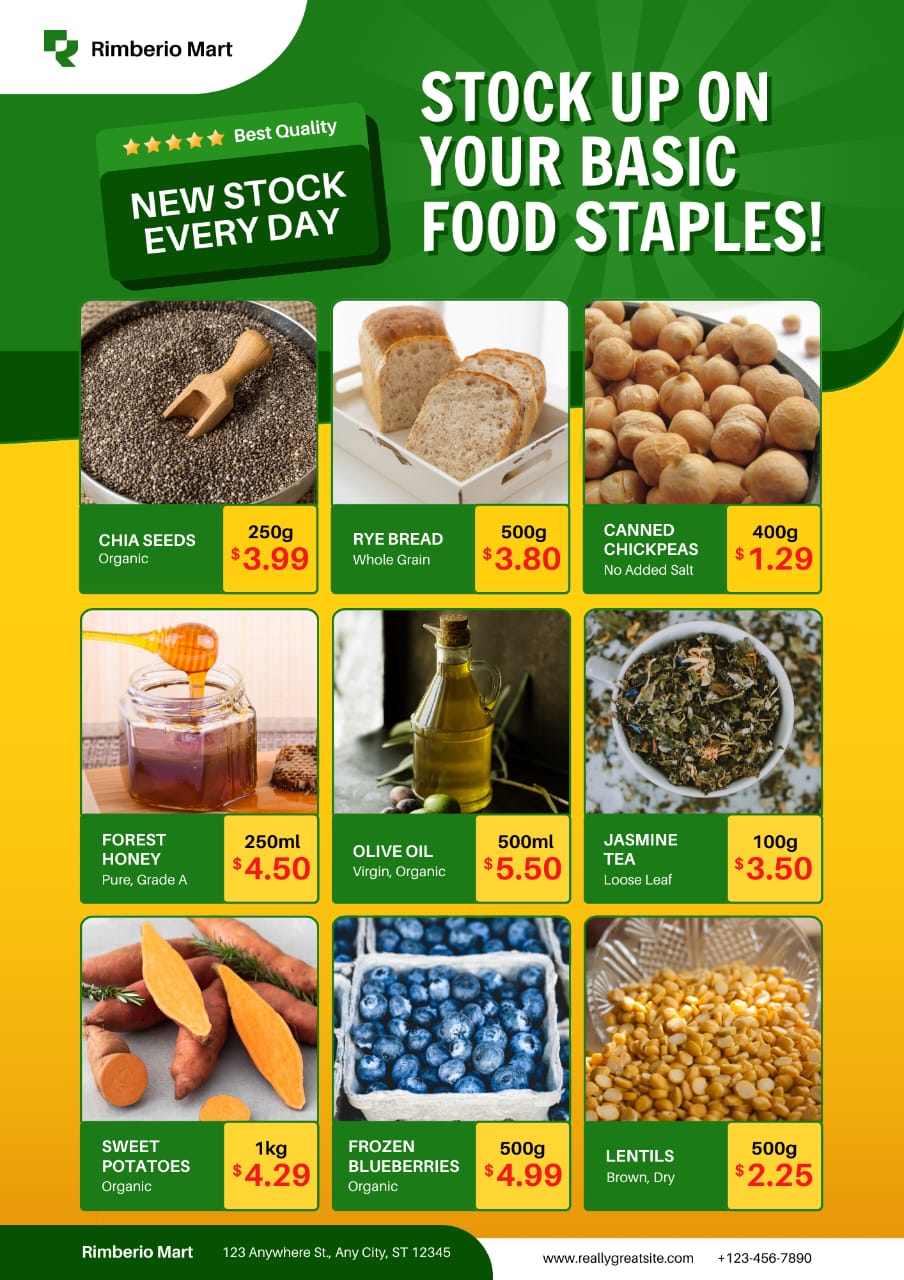 Rimberio Mart
Best Quality
NEW STOCK
EVERY DAY
STOCK UP ON
YOUR BASIC
FOOD STAPLES!
CHIA SEEDS
Organic
250g
$3.99
RYE BREAD
Whole Grain
500g
$3.80
CANNED
CHICKPEAS
No Added Salt
400g
$1.29
FOREST
HONEY
Pure, Grade A
250ml
$4.50
OLIVE OIL
Virgin, Organic
500ml
$5.50
JASMINE
TEA
Loose Leaf
100g
$3.50
SWEET
POTATOES
Organic
1kg
$4.29
FROZEN
BLUEBERRIES
Organic
500g
$4.99
LENTILS
Brown, Dry
500g
$2.25
Rimberio Mart 123 Anywhere St., Any City, ST 12345
www.reallygreatsite.com +123-456-7890